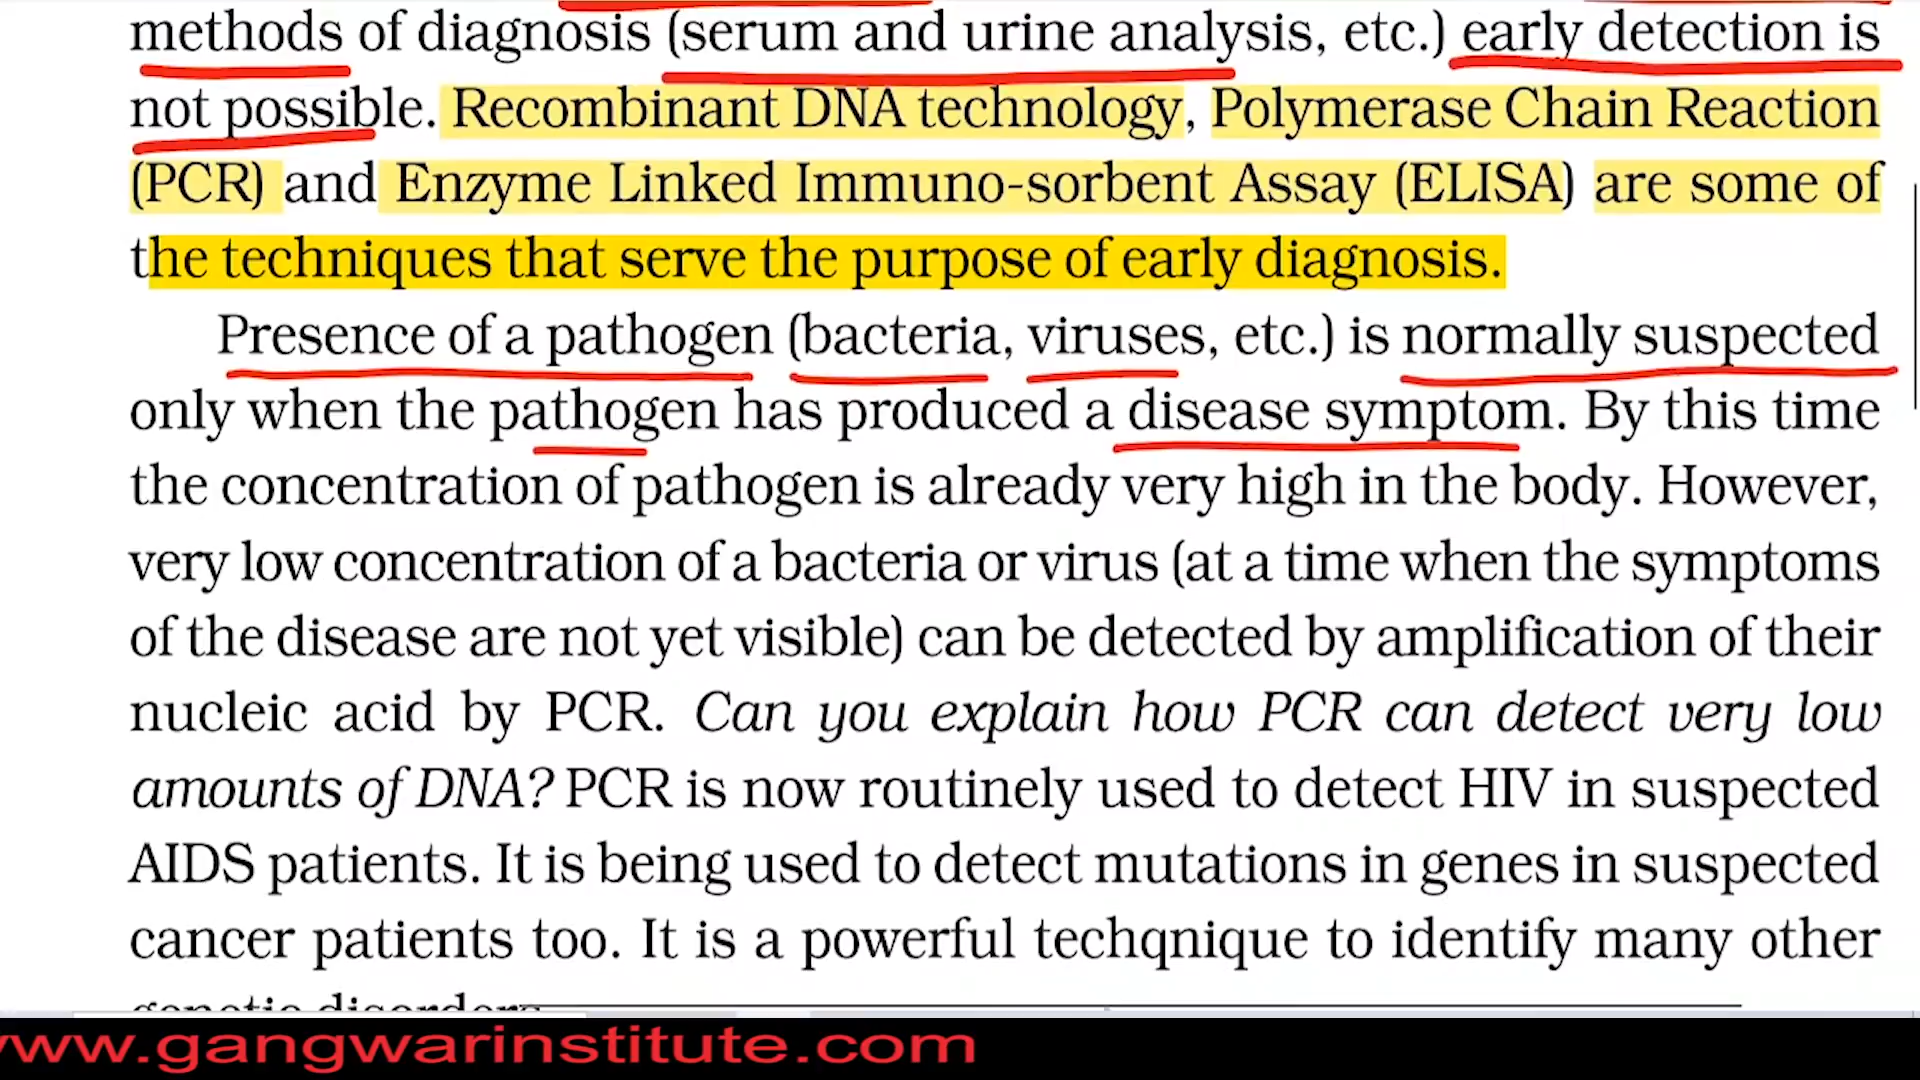 methods of diagnosis (serum and urine analysis, etc.) early detection is
not possible. Recombinant DNA technology, Polymerase Chain Reaction
(PCR) and Enzyme Linked Immuno-sorbent Assay (ELISA) are some of
the techniques that serve the purpose of early diagnosis.
Presence of a pathogen (bacteria, viruses, etc.) is normally suspected
only when the pathogen has produced a disease symptom. By this time
the concentration of pathogen is already very high in the body. However,
very low concentration of a bacteria or virus (at a time when the symptoms
of the disease are not yet visible) can be detected by amplification of their
nucleic acid by PCR. Can you explain how PCR can detect very low
amounts of DNA? PCR is now routinely used to detect HIV in suspected
AIDS patients. It is being used to detect mutations in genes in suspected
cancer patients too. It is a powerful techqnique to identify many other
genetic disorders.
www.gangwarinstitute.com